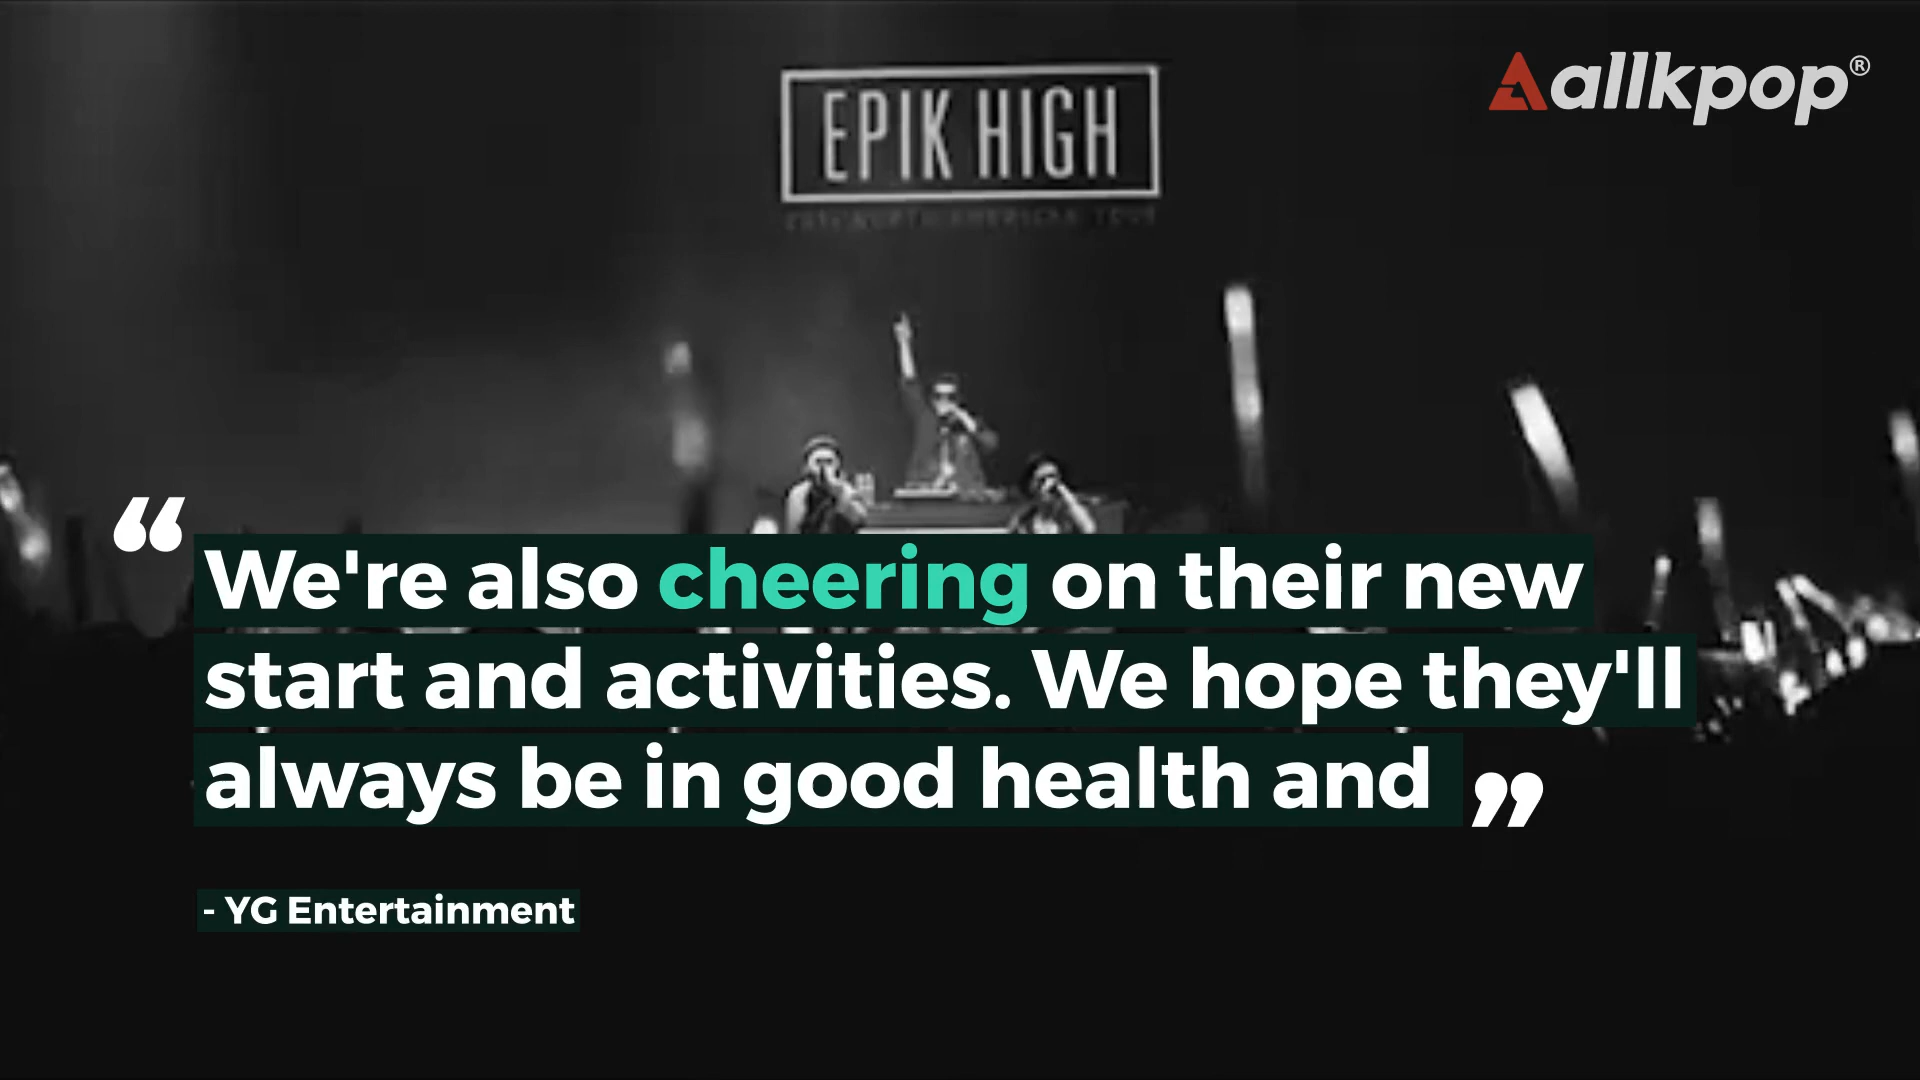 EPIK HIGH
allkpop®
“
We're also cheering on their new
start and activities. We hope they'll
always be in good health and ”
- YG Entertainment